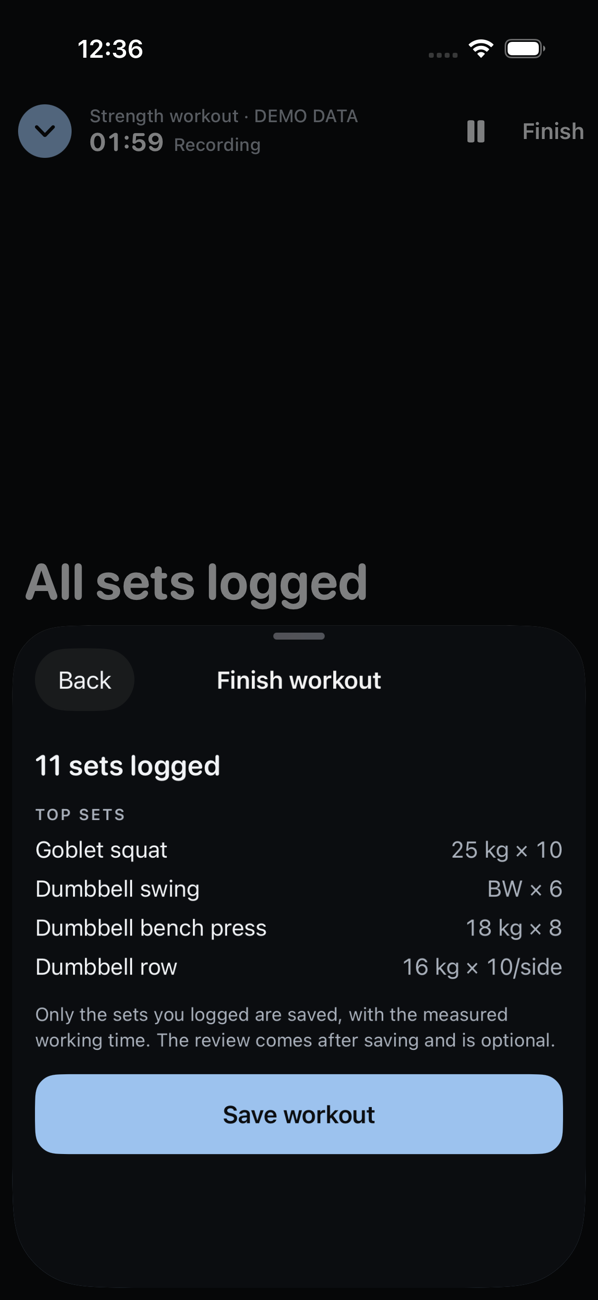 12:36
Strength workout · DEMO DATA
01:59 Recording
Finish
All sets logged
Back
Finish workout
11 sets logged
TOP SETS
Goblet squat 25 kg × 10
Dumbbell swing BW × 6
Dumbbell bench press 18 kg × 8
Dumbbell row 16 kg × 10/side
Only the sets you logged are saved, with the measured
working time. The review comes after saving and is optional.
Save workout